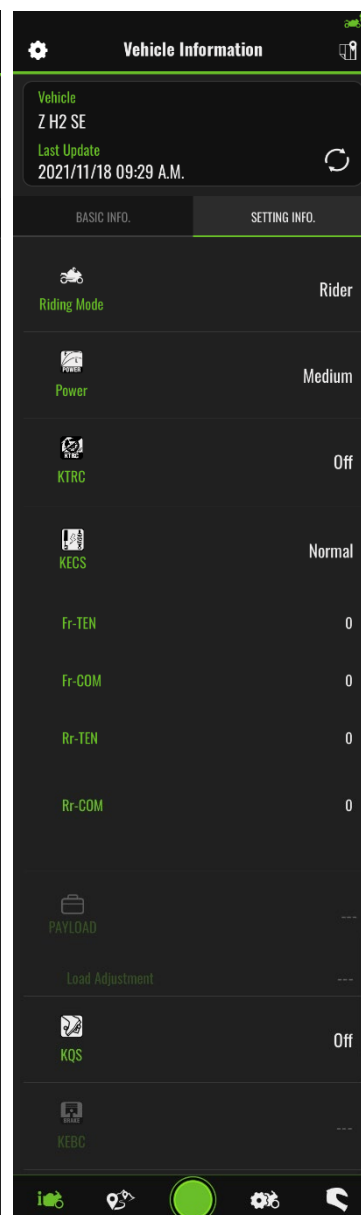 Vehicle Information
Vehicle
Z H2 SE
Last Update
2021/11/18 09:29 A.M.
BASIC INFO.
SETTING INFO.
Riding Mode
Rider
POWER
Power
Medium
KTRC
KTRC
Off
KECS
Normal
Fr-TEN
0
Fr-COM
0
Rr-TEN
0
Rr-COM
0
PAYLOAD
---
Load Adjustment
---
KQS
Off
KEBC
---